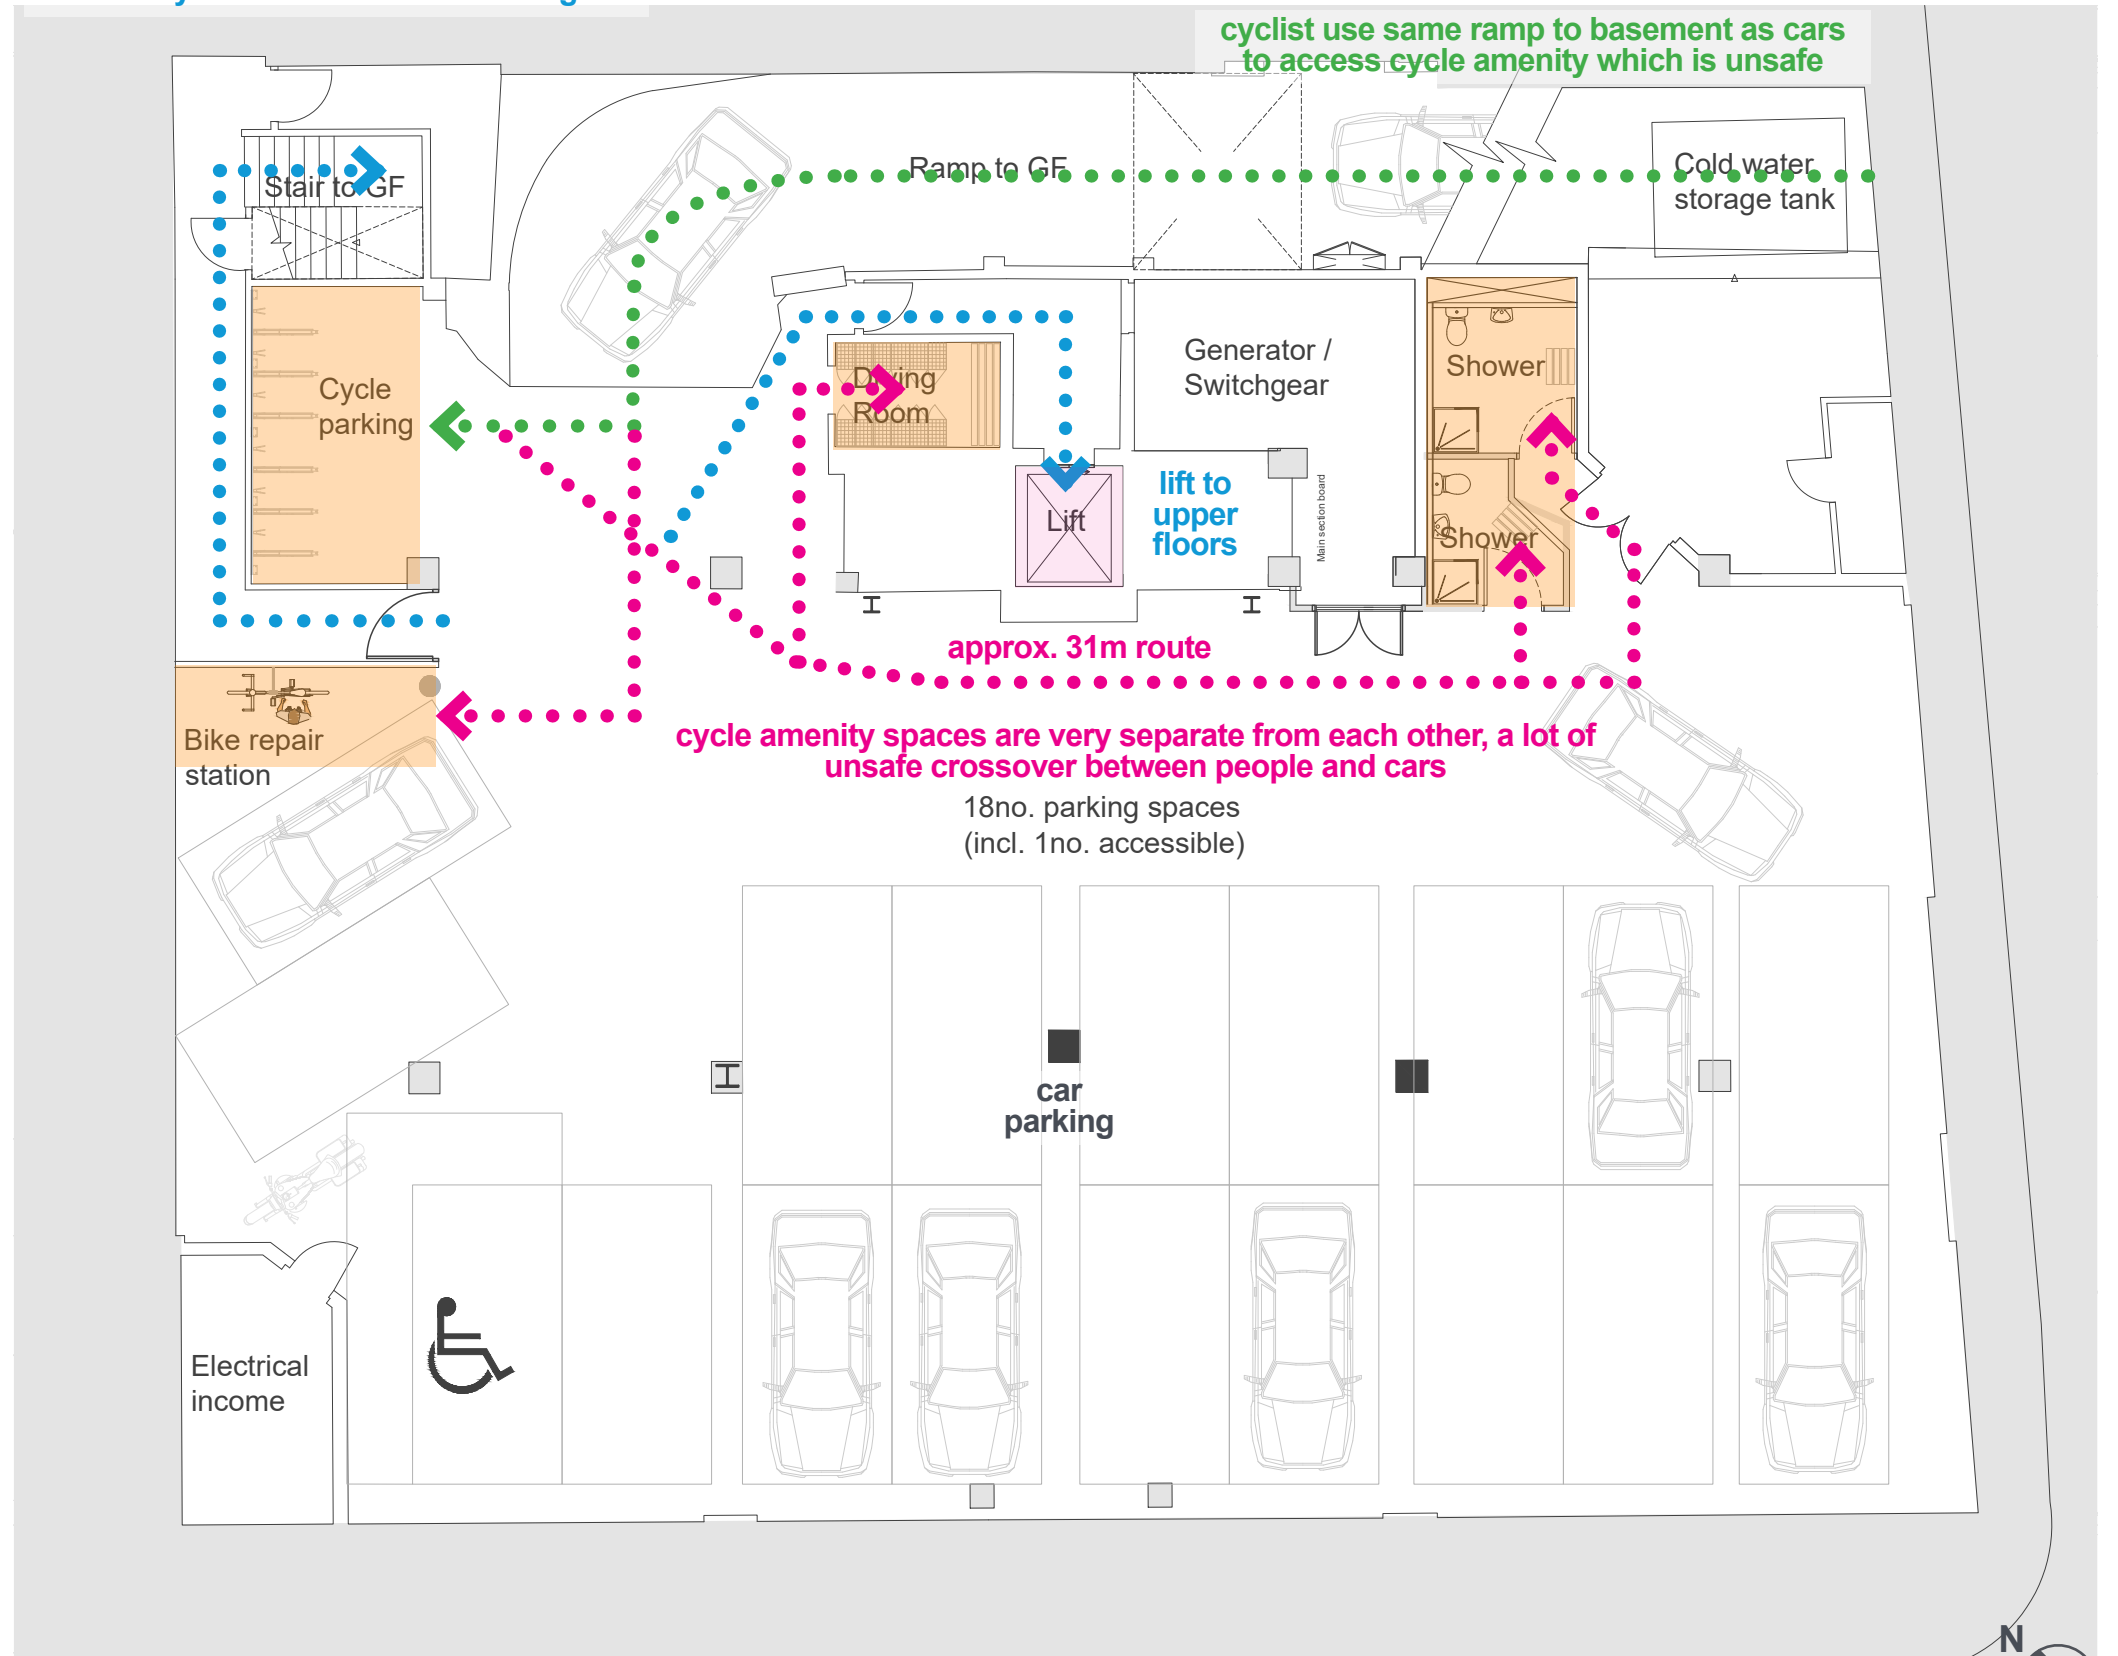 cyclist use same ramp to basement as cars
to access cycle amenity which is unsafe
Ramp to GF
Cold water
storage tank
Stair to GF
Cycle
parking
Drying
Room
Generator /
Switchgear
Shower
Lift
lift to
upper
floors
Main section board
Shower
approx. 31m route
Bike repair
station
cycle amenity spaces are very separate from each other, a lot of
unsafe crossover between people and cars
18no. parking spaces
(incl. 1no. accessible)
car
parking
Electrical
income
N